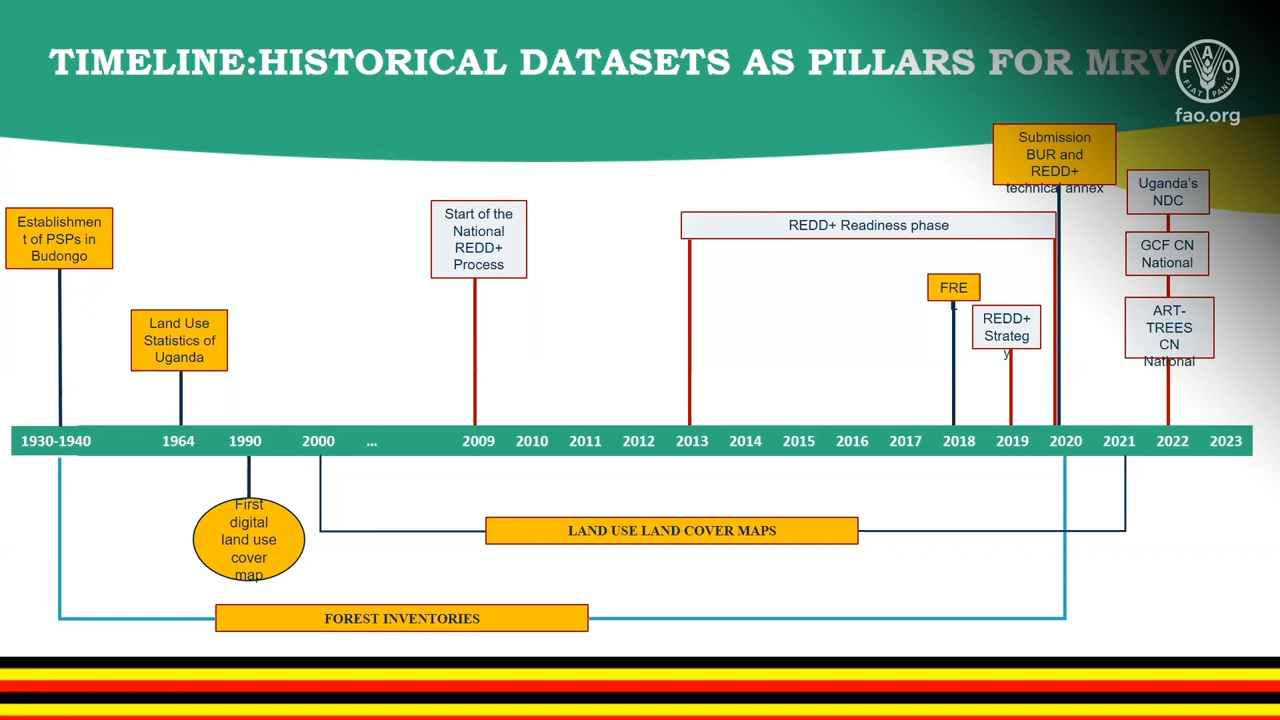 TIMELINE:HISTORICAL DATASETS AS PILLARS FOR MRV
F A O
FIAT PANIS
fao.org
Submission
BUR and
REDD+
technical annex
Uganda's
NDC
GCF CN
National
ART-
TREES
CN
National
Establishmen
t of PSPs in
Budongo
Land Use
Statistics of
Uganda
Start of the
National
REDD+
Process
REDD+ Readiness phase
FRE
L
REDD+
Strateg
y
1930-1940 1964 1990 2000 ... 2009 2010 2011 2012 2013 2014 2015 2016 2017 2018 2019 2020 2021 2022 2023
First
digital
land use
cover
map
LAND USE LAND COVER MAPS
FOREST INVENTORIES